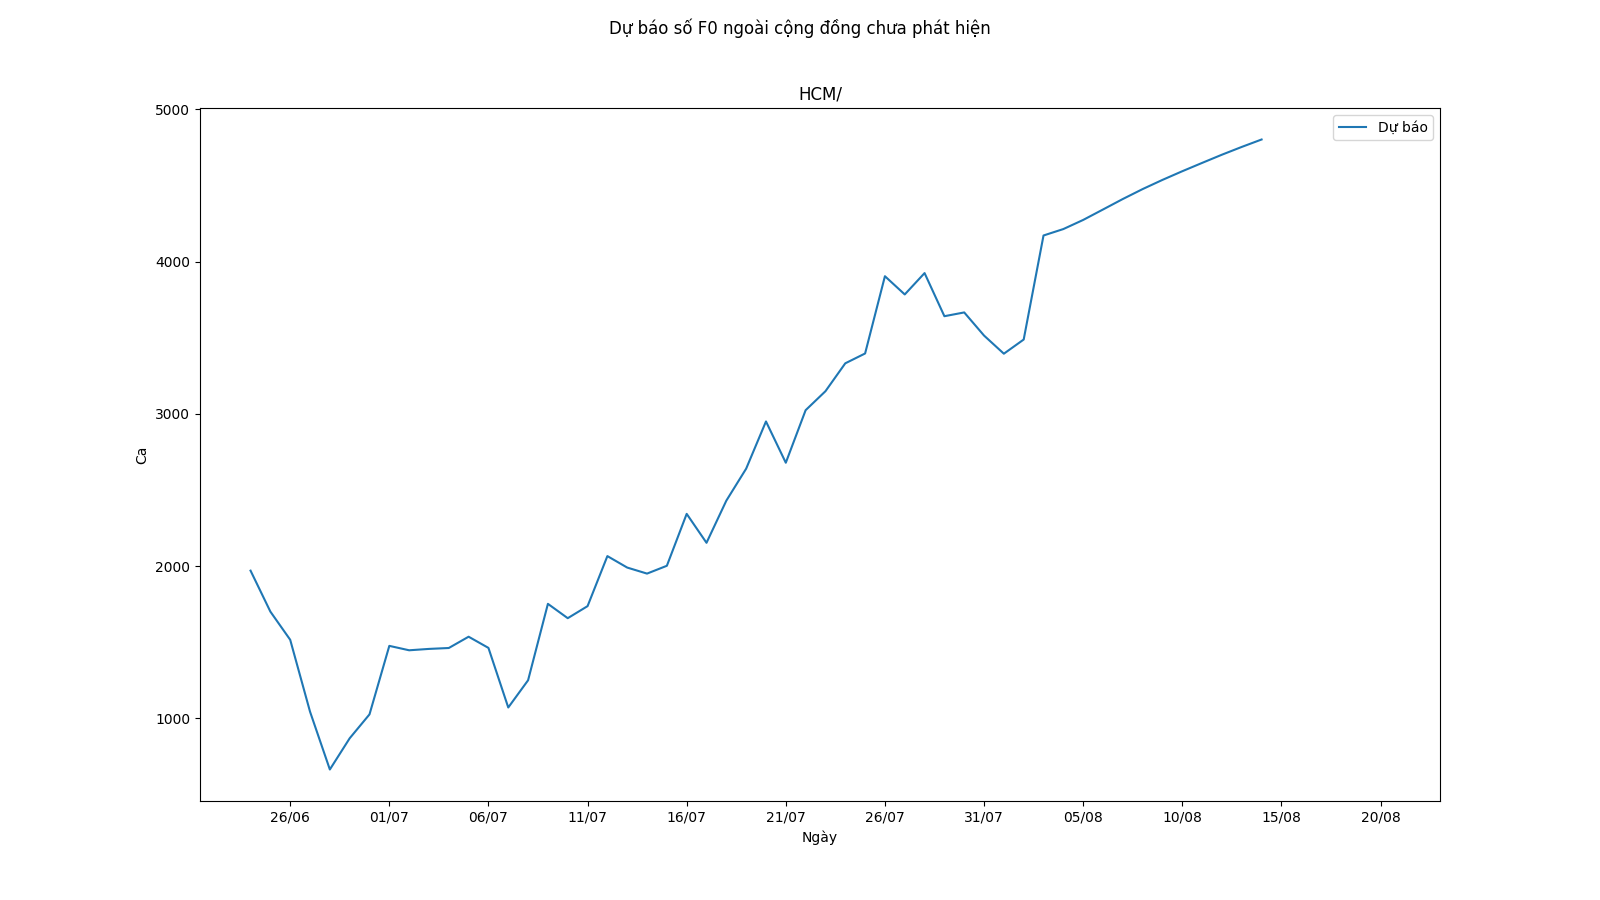 Dự báo số F0 ngoài cộng đồng chưa phát hiện
HCM/
Dự báo
5000
4000
3000
2000
1000
Ca
26/06 01/07 06/07 11/07 16/07 21/07 26/07 31/07 05/08 10/08 15/08 20/08
Ngày